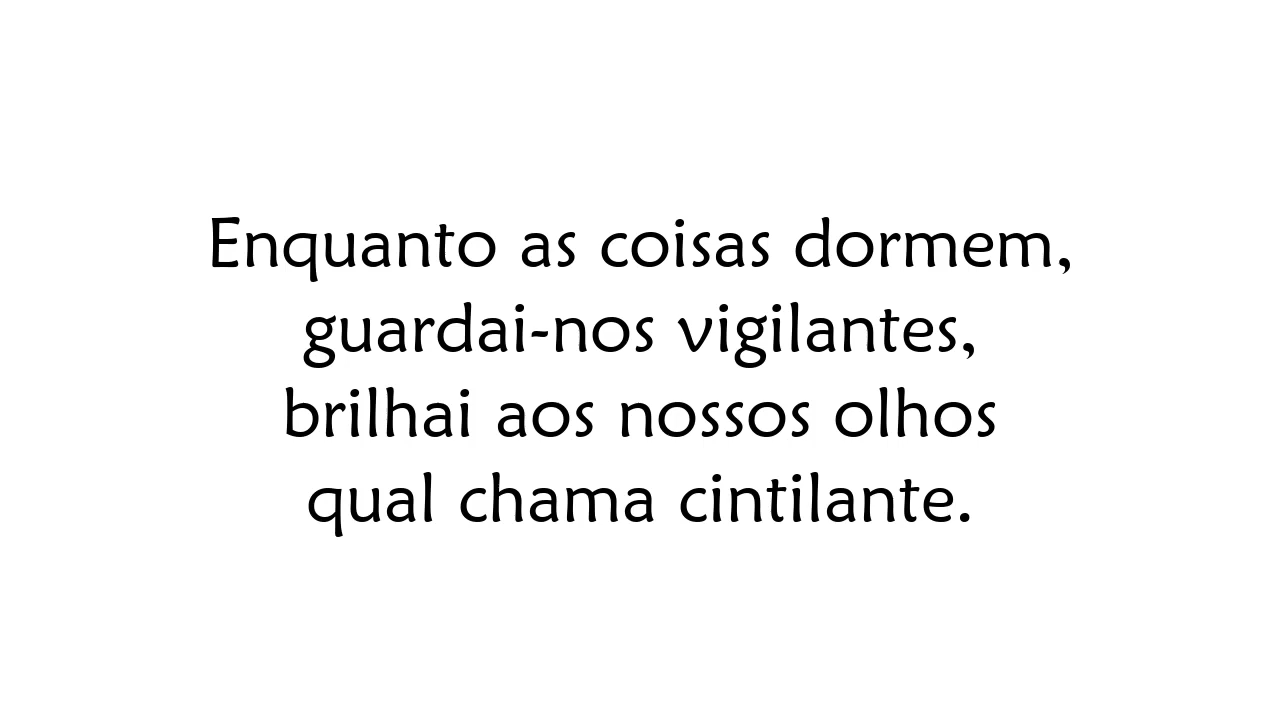 Enquanto as coisas dormem,
guardai-nos vigilantes,
brilhai aos nossos olhos
qual chama cintilante.